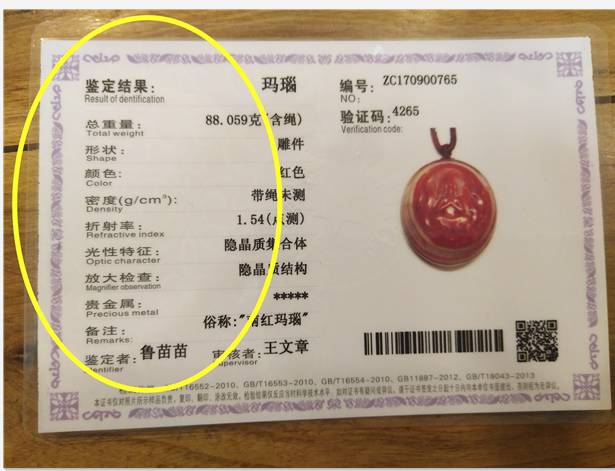 鉴定结果: 玛瑙
Result of dentification
总重量: 88.059克(含绳)
Total weight
形状: 雕件
Shape
颜色: 红色
Color
密度(g/cm³): 带绳未测
Density
折射率: 1.54(点测)
Refractive index
光性特征: 隐晶质集合体
Optic character
放大检查: 隐晶质结构
Magnifier observation
贵金属: *****
Precious metal
备注: 俗称:"南红玛瑙"
Remarks:
鉴定者: 鲁苗苗 审核者: 王文章
dentifier upervisor
编号: ZC170900765
NO:
验证码: 4265
Verification code:
16552-2010, GB/T16553-2010, GB/T16554-2010, GB11887-2012, GB/T18043-2013